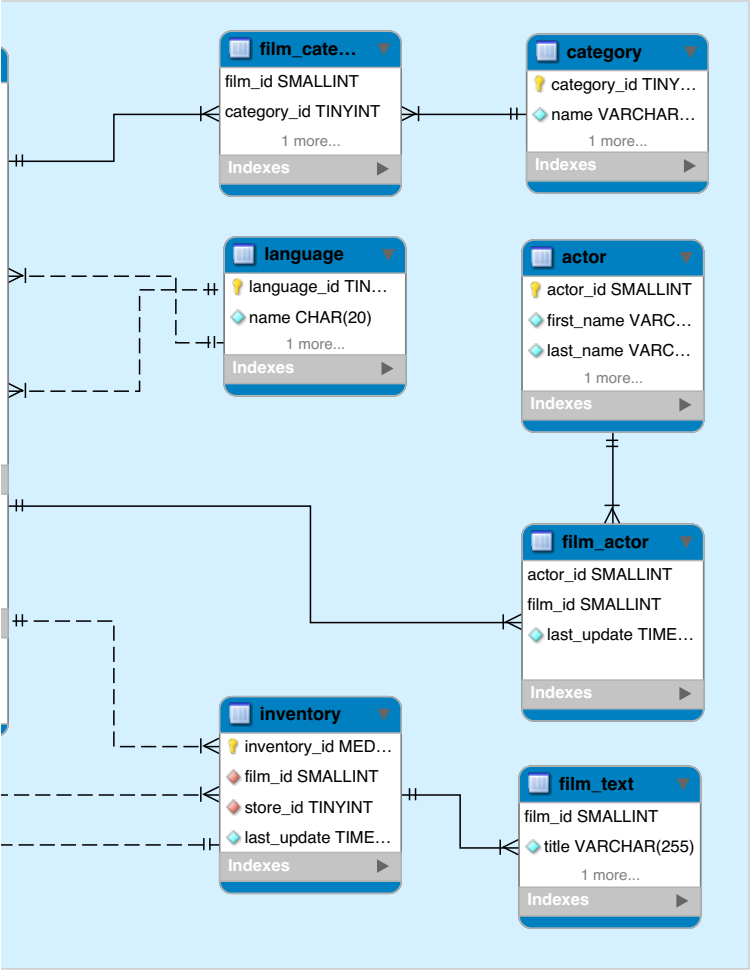 film_cate...
film_id SMALLINT
category_id TINYINT
1 more...
Indexes
category
category_id TINY...
name VARCHAR...
1 more...
Indexes
language
language_id TIN...
name CHAR(20)
1 more...
Indexes
actor
actor_id SMALLINT
first_name VARC...
last_name VARC...
1 more...
Indexes
film_actor
actor_id SMALLINT
film_id SMALLINT
last_update TIME...
Indexes
inventory
inventory_id MED...
film_id SMALLINT
store_id TINYINT
last_update TIME...
Indexes
film_text
film_id SMALLINT
title VARCHAR(255)
1 more...
Indexes